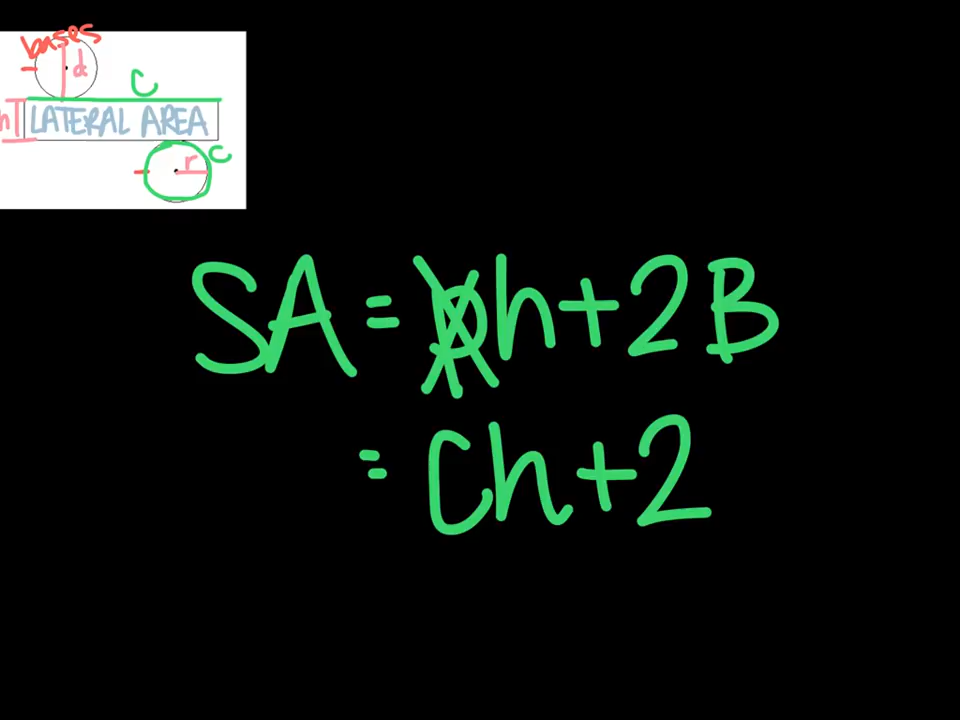 bases
d
C
h LATERAL AREA
r C
SA = ph + 2B
= Ch + 2